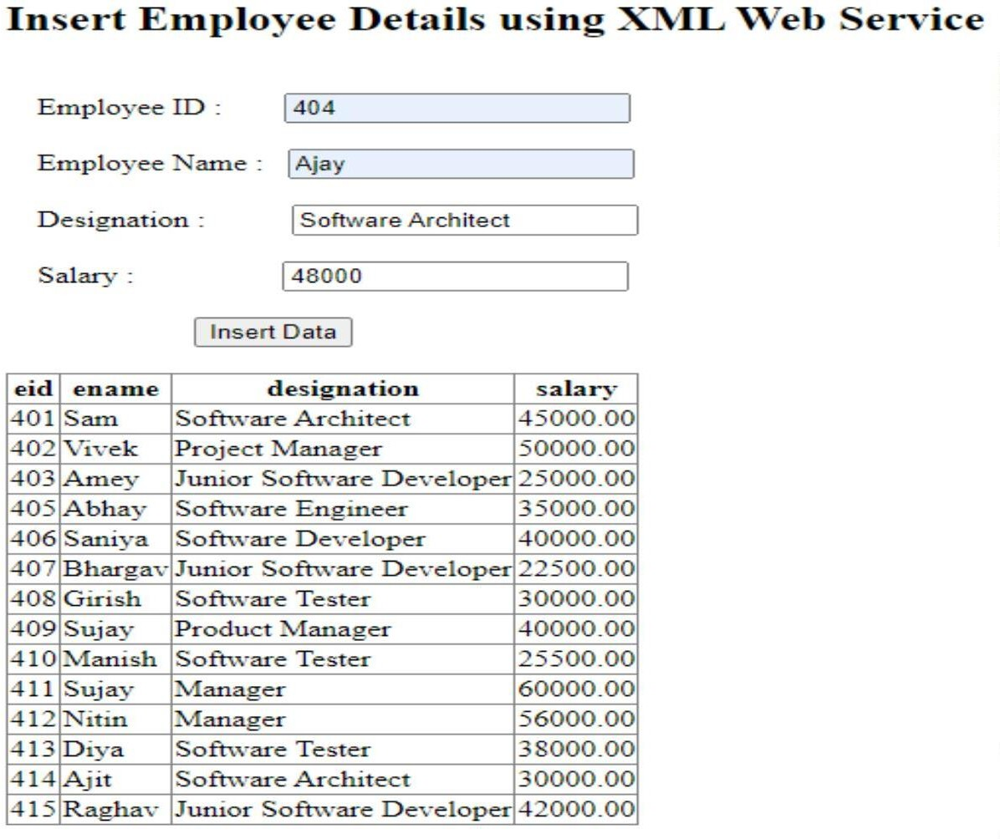 Insert Employee Details using XML Web Service
Employee ID : 404
Employee Name : Ajay
Designation : Software Architect
Salary : 48000
Insert Data
eid ename designation salary
401 Sam Software Architect 45000.00
402 Vivek Project Manager 50000.00
403 Amey Junior Software Developer 25000.00
405 Abhay Software Engineer 35000.00
406 Saniya Software Developer 40000.00
407 Bhargav Junior Software Developer 22500.00
408 Girish Software Tester 30000.00
409 Sujay Product Manager 40000.00
410 Manish Software Tester 25500.00
411 Sujay Manager 60000.00
412 Nitin Manager 56000.00
413 Diya Software Tester 38000.00
414 Ajit Software Architect 30000.00
415 Raghav Junior Software Developer 42000.00